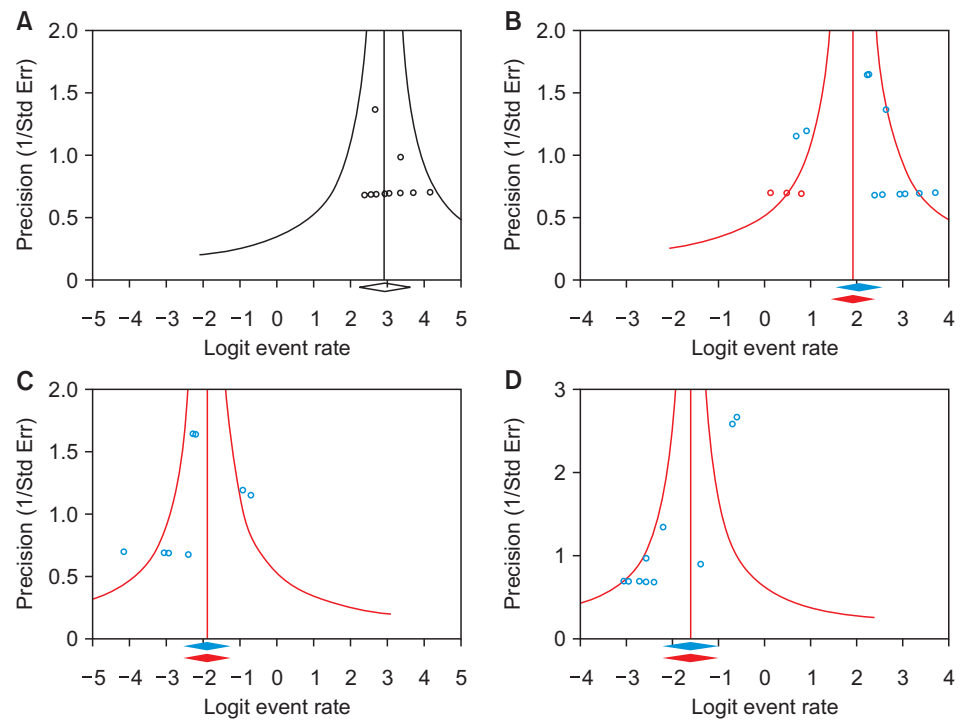 A
Precision (1/Std Err)
2.0
1.5
1.0
0.5
0
−5 −4 −3 −2 −1 0 1 2 3 4 5
Logit event rate
B
Precision (1/Std Err)
2.0
1.5
1.0
0.5
0
−4 −3 −2 −1 0 1 2 3 4
Logit event rate
C
Precision (1/Std Err)
2.0
1.5
1.0
0.5
0
−5 −4 −3 −2 −1 0 1 2 3 4 5
Logit event rate
D
Precision (1/Std Err)
3
2
1
0
−4 −3 −2 −1 0 1 2 3 4
Logit event rate